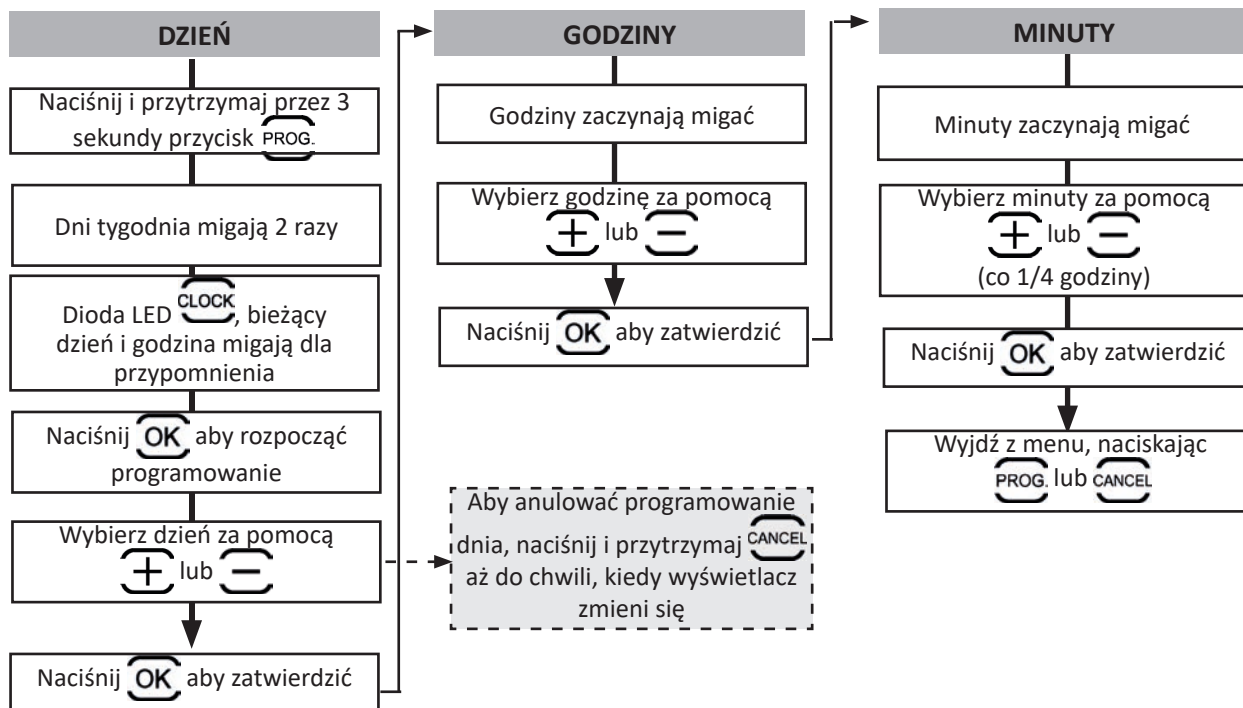 DZIEŃ
Naciśnij i przytrzymaj przez 3
sekundy przycisk PROG.
Dni tygodnia migają 2 razy
Dioda LED CLOCK, bieżący
dzień i godzina migają dla
przypomnienia
Naciśnij OK aby rozpocząć
programowanie
Wybierz dzień za pomocą
+ lub −
Naciśnij OK aby zatwierdzić
Aby anulować programowanie
dnia, naciśnij i przytrzymaj CANCEL
aż do chwili, kiedy wyświetlacz
zmieni się
GODZINY
Godziny zaczynają migać
Wybierz godzinę za pomocą
+ lub −
Naciśnij OK aby zatwierdzić
MINUTY
Minuty zaczynają migać
Wybierz minuty za pomocą
+ lub −
(co 1/4 godziny)
Naciśnij OK aby zatwierdzić
Wyjdź z menu, naciskając
PROG. lub CANCEL